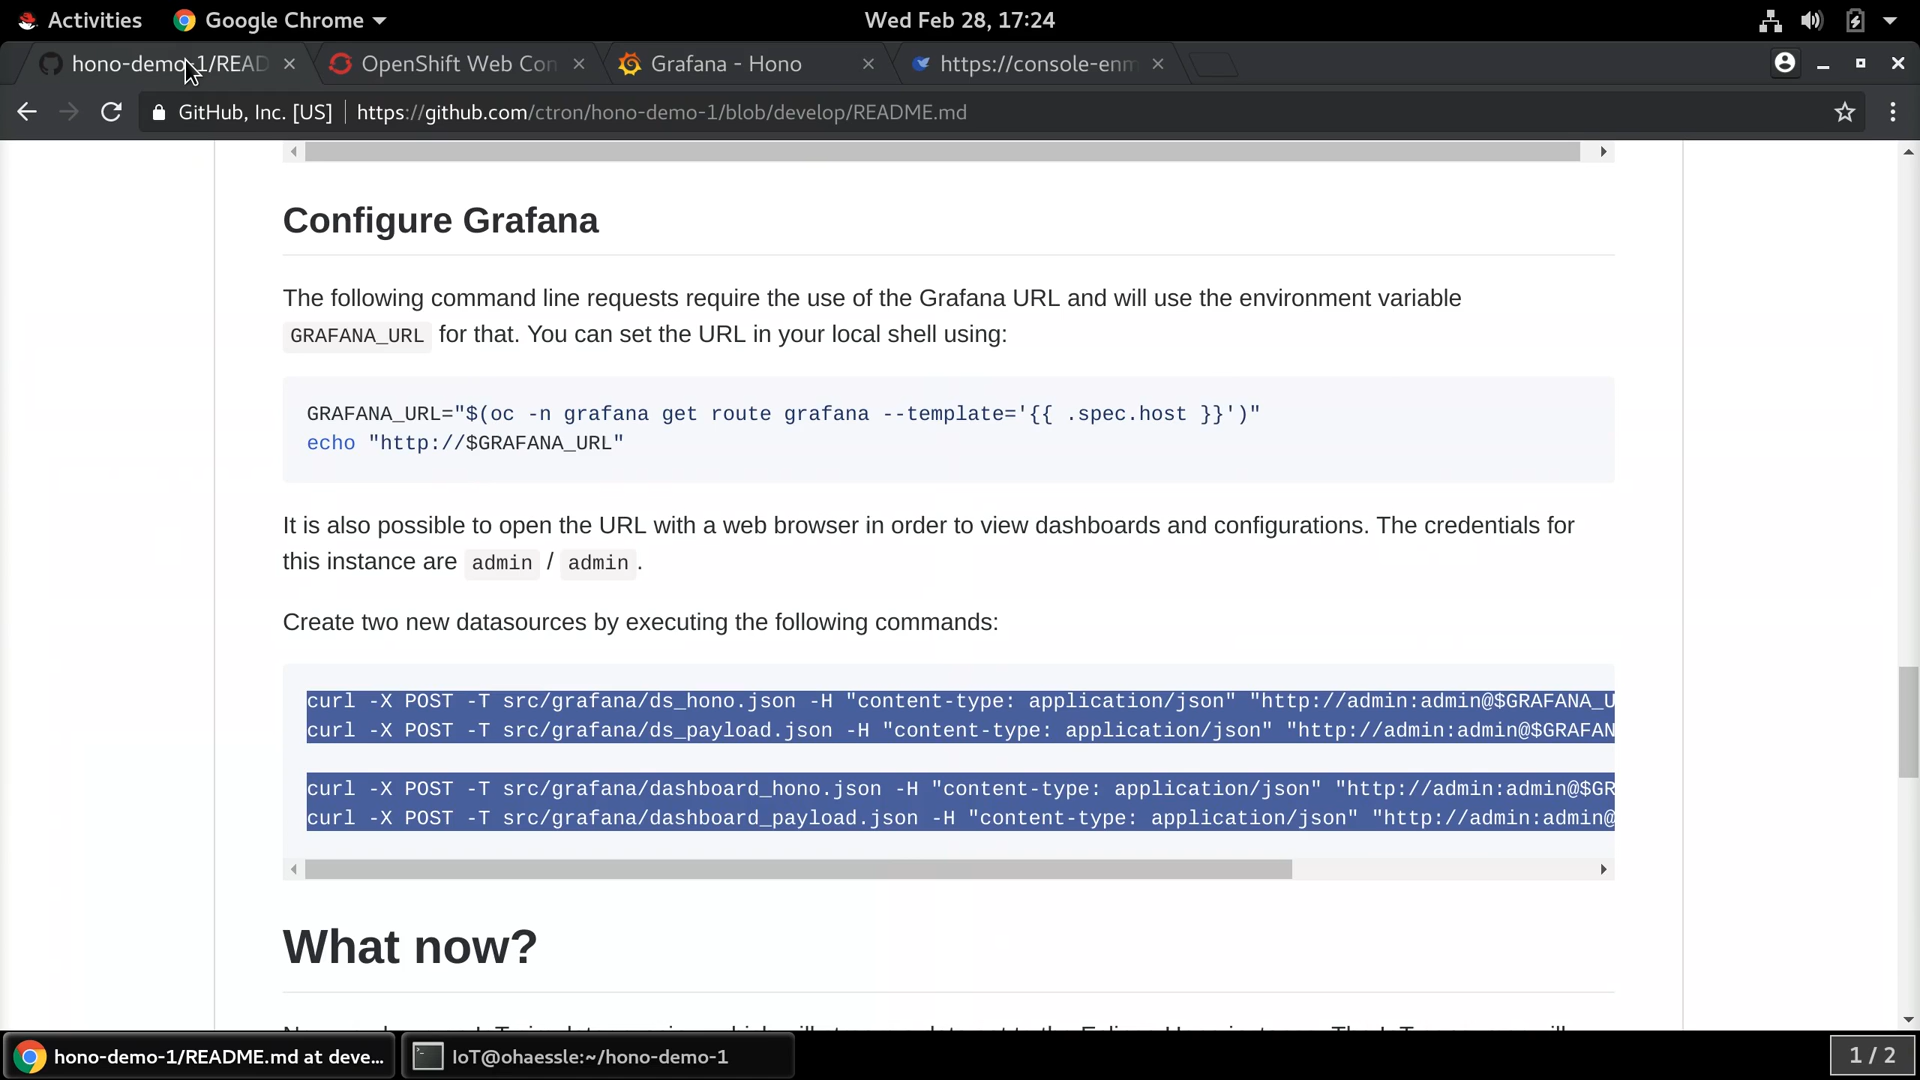 Activities
Google Chrome
Wed Feb 28, 17:24
hono-demo-1/READ
OpenShift Web Con
Grafana - Hono
https://console-enm
GitHub, Inc. [US]
https://github.com/ctron/hono-demo-1/blob/develop/README.md
Configure Grafana
The following command line requests require the use of the Grafana URL and will use the environment variable
GRAFANA_URL for that. You can set the URL in your local shell using:
GRAFANA_URL="$(oc -n grafana get route grafana --template='{{ .spec.host }}')"
echo "http://$GRAFANA_URL"
It is also possible to open the URL with a web browser in order to view dashboards and configurations. The credentials for
this instance are admin / admin.
Create two new datasources by executing the following commands:
curl -X POST -T src/grafana/ds_hono.json -H "content-type: application/json" "http://admin:admin@$GRAFANA_U
curl -X POST -T src/grafana/ds_payload.json -H "content-type: application/json" "http://admin:admin@$GRAFAN
curl -X POST -T src/grafana/dashboard_hono.json -H "content-type: application/json" "http://admin:admin@$GR
curl -X POST -T src/grafana/dashboard_payload.json -H "content-type: application/json" "http://admin:admin@
What now?
hono-demo-1/README.md at deve...
IoT@ohaessle:~/hono-demo-1
1 / 2